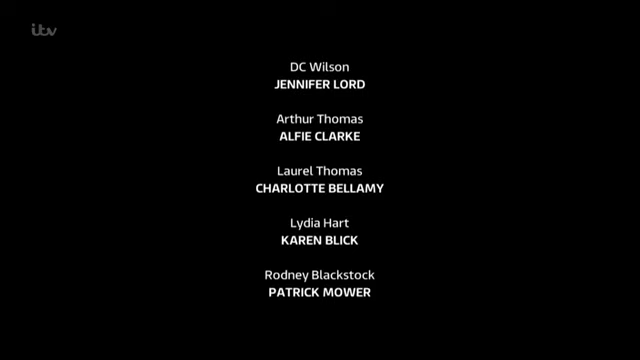 itv
DC Wilson
JENNIFER LORD
Arthur Thomas
ALFIE CLARKE
Laurel Thomas
CHARLOTTE BELLAMY
Lydia Hart
KAREN BLICK
Rodney Blackstock
PATRICK MOWER